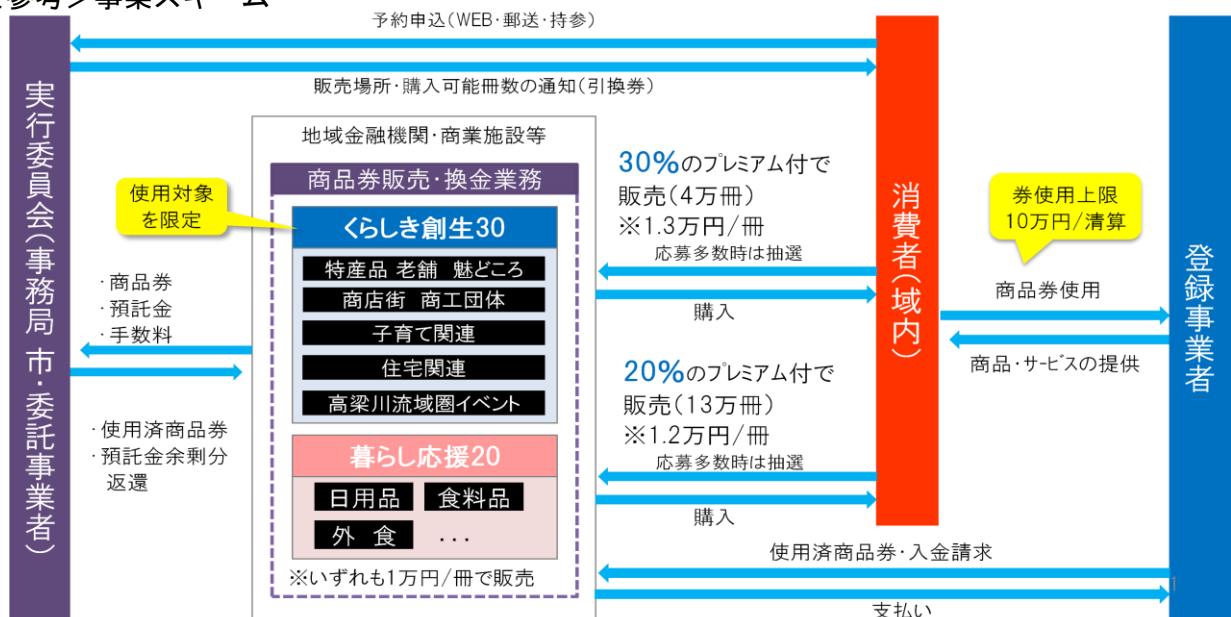 参考>事業スキーム
予約申込(WEB・郵送・持参)
販売場所・購入可能冊数の通知(引換券)
実行委員会(事務局 市・委託事業者)
地域金融機関・商業施設等
商品券販売・換金業務
使用対象
を限定
くらしき創生30
特産品 老舗 魅どころ
商店街 商工団体
子育て関連
住宅関連
高梁川流域圏イベント
暮らし応援20
日用品 食料品
外 食 ・・・
※いずれも1万円/冊で販売
・商品券
・預託金
・手数料
・使用済商品券
・預託金余剰分
返還
30%のプレミアム付で
販売(4万冊)
※1.3万円/冊
応募多数時は抽選
購入
20%のプレミアム付で
販売(13万冊)
※1.2万円/冊
応募多数時は抽選
購入
消費者(域内)
券使用上限
10万円/清算
商品券使用
商品・サービスの提供
登録事業者
使用済商品券・入金請求
支払い
1